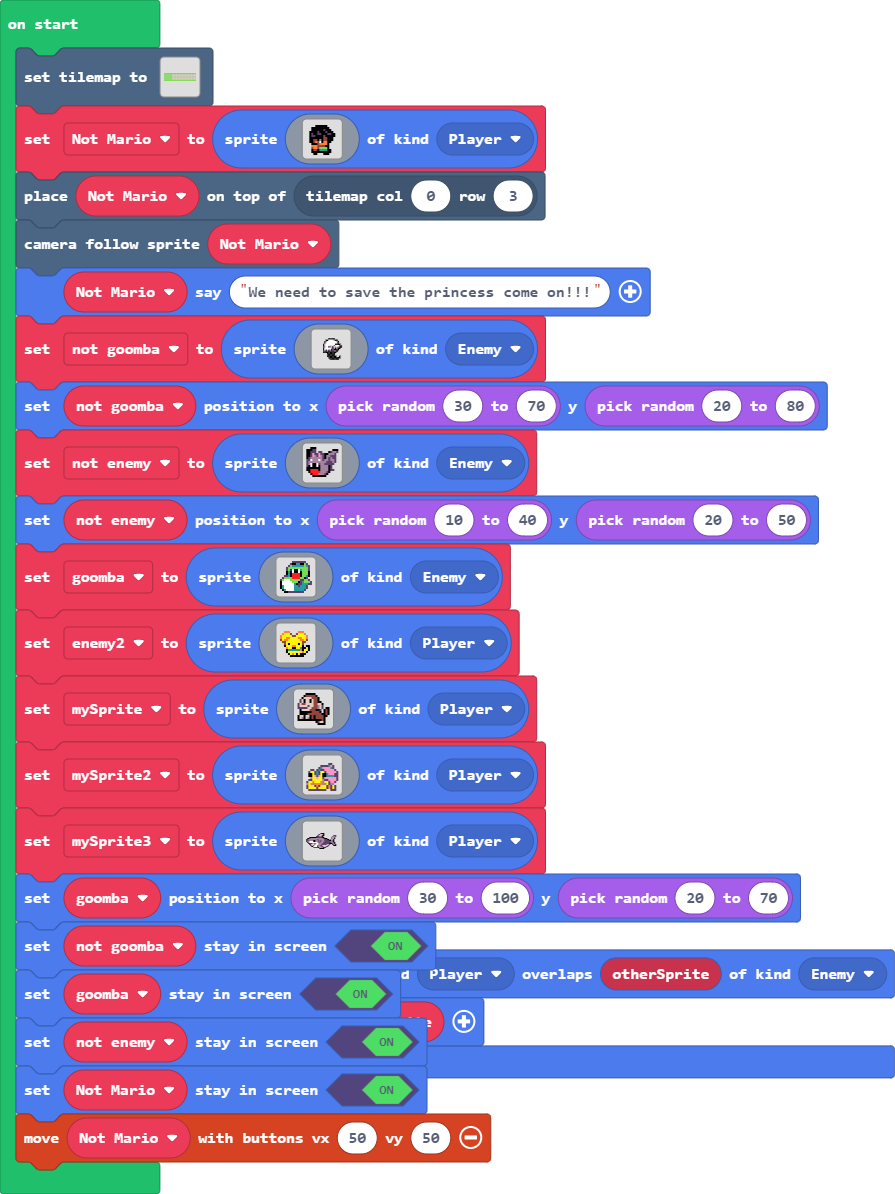 on start
set tilemap to
set Not Mario to sprite of kind Player
place Not Mario on top of tilemap col 0 row 3
camera follow sprite Not Mario
Not Mario say "We need to save the princess come on!!!"
set not goomba to sprite of kind Enemy
set not goomba position to x pick random 30 to 70 y pick random 20 to 80
set not enemy to sprite of kind Enemy
set not enemy position to x pick random 10 to 40 y pick random 20 to 50
set goomba to sprite of kind Enemy
set enemy2 to sprite of kind Player
set mySprite to sprite of kind Player
set mySprite2 to sprite of kind Player
set mySprite3 to sprite of kind Player
set goomba position to x pick random 30 to 100 y pick random 20 to 70
set not goomba stay in screen ON
Player overlaps otherSprite of kind Enemy
set goomba stay in screen ON
set not enemy stay in screen ON
set Not Mario stay in screen ON
move Not Mario with buttons vx 50 vy 50